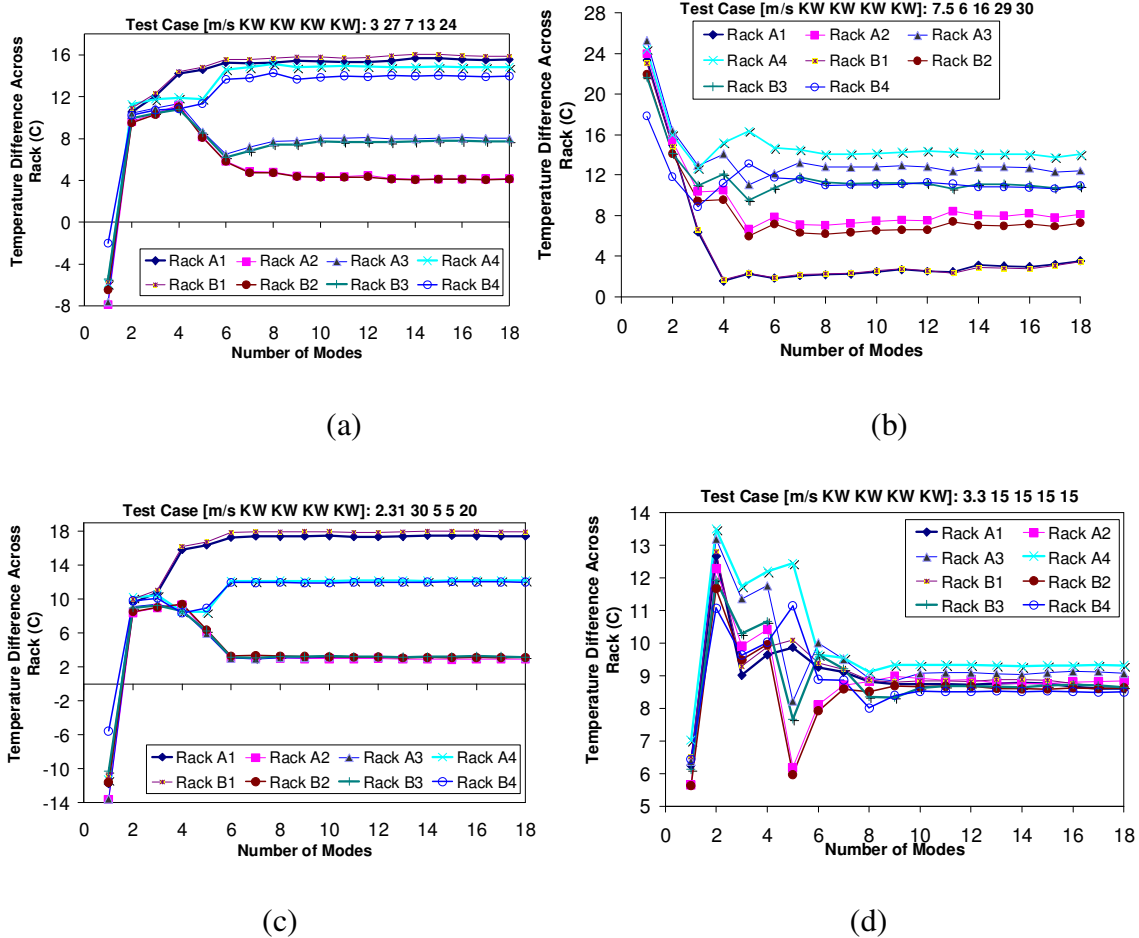 Test Case [m/s KW KW KW KW]: 3 27 7 13 24
Temperature Difference Across
Rack (C)
16
12
8
4
0
-4
-8
0 2 4 6 8 10 12 14 16 18
Number of Modes
Rack A1 Rack A2 Rack A3 Rack A4
Rack B1 Rack B2 Rack B3 Rack B4
(a)
Test Case [m/s KW KW KW KW]: 7.5 6 16 29 30
Temperature Difference Across
Rack (C)
28
24
20
16
12
8
4
0
0 2 4 6 8 10 12 14 16 18
Number of Modes
Rack A1 Rack A2 Rack A3
Rack A4 Rack B1 Rack B2
Rack B3 Rack B4
(b)
Test Case [m/s KW KW KW KW]: 2.31 30 5 5 20
Temperature Difference Across
Rack (C)
18
14
10
6
2
-2
-6
-10
-14
0 2 4 6 8 10 12 14 16 18
Number of Modes
Rack A1 Rack A2 Rack A3 Rack A4
Rack B1 Rack B2 Rack B3 Rack B4
(c)
Test Case [m/s KW KW KW KW]: 3.3 15 15 15 15
Temperature Difference Across
Rack (C)
14
13
12
11
10
9
8
7
6
5
0 2 4 6 8 10 12 14 16 18
Number of Modes
Rack A1 Rack A2
Rack A3 Rack A4
Rack B1 Rack B2
Rack B3 Rack B4
(d)